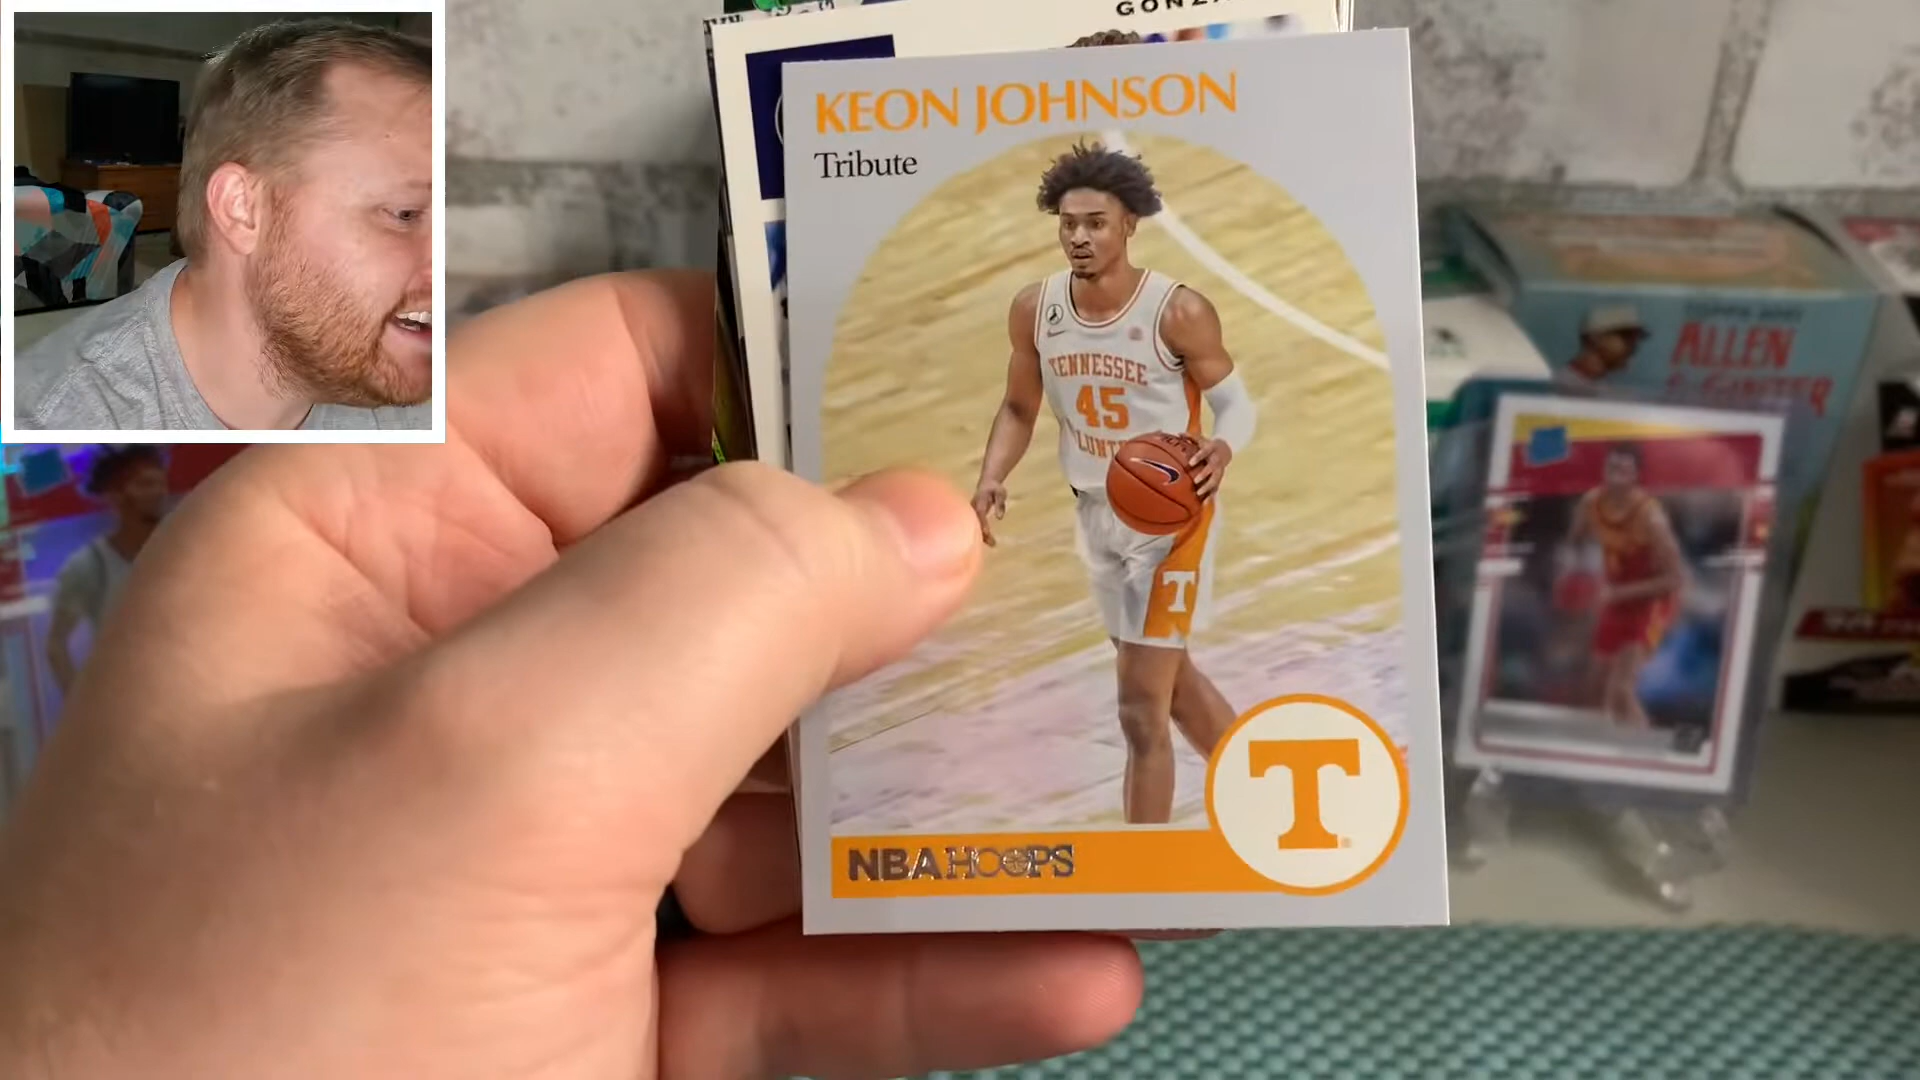 KEON JOHNSON
Tribute
TENNESSEE
45
T
T
NBA HOOPS
ALLEN